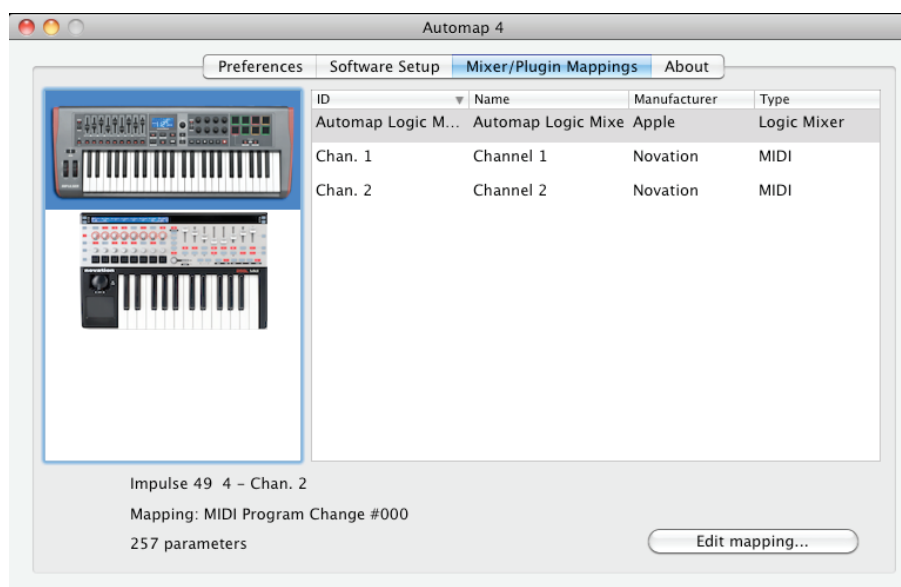 Automap 4
Preferences Software Setup Mixer/Plugin Mappings About
ID Name Manufacturer Type
Automap Logic M... Automap Logic Mixe Apple Logic Mixer
Chan. 1 Channel 1 Novation MIDI
Chan. 2 Channel 2 Novation MIDI
Impulse 49 4 – Chan. 2
Mapping: MIDI Program Change #000
257 parameters
Edit mapping...